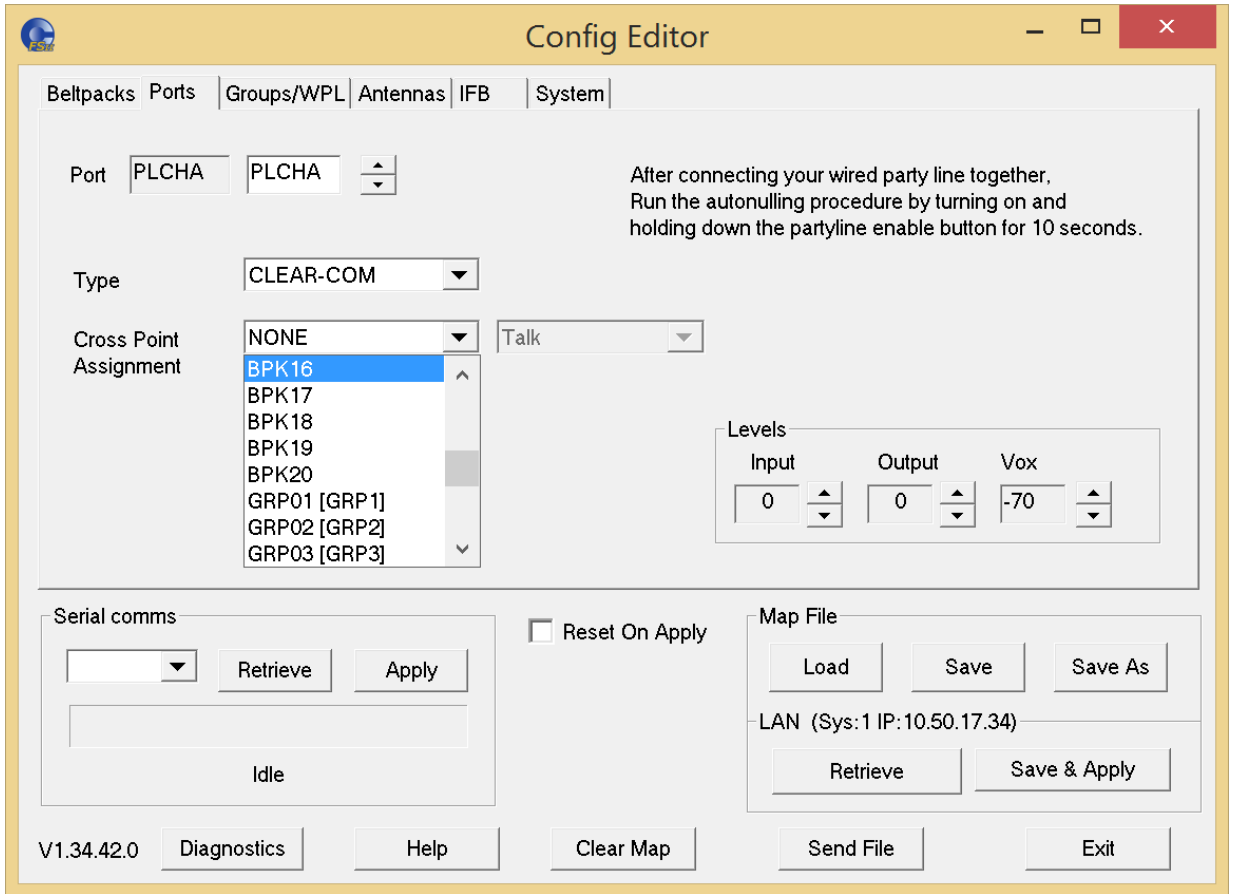 FSII
Config Editor
Beltpacks Ports Groups/WPL Antennas IFB System
Port PLCHA PLCHA
After connecting your wired party line together,
Run the autonulling procedure by turning on and
holding down the partyline enable button for 10 seconds.
Type CLEAR-COM
Cross Point
Assignment
NONE Talk
BPK16
BPK17
BPK18
BPK19
BPK20
GRP01 [GRP1]
GRP02 [GRP2]
GRP03 [GRP3]
Levels
Input Output Vox
0 0 -70
Serial comms
Retrieve Apply
Idle
Reset On Apply
Map File
Load Save Save As
LAN (Sys:1 IP:10.50.17.34)
Retrieve Save & Apply
V1.34.42.0 Diagnostics Help Clear Map Send File Exit